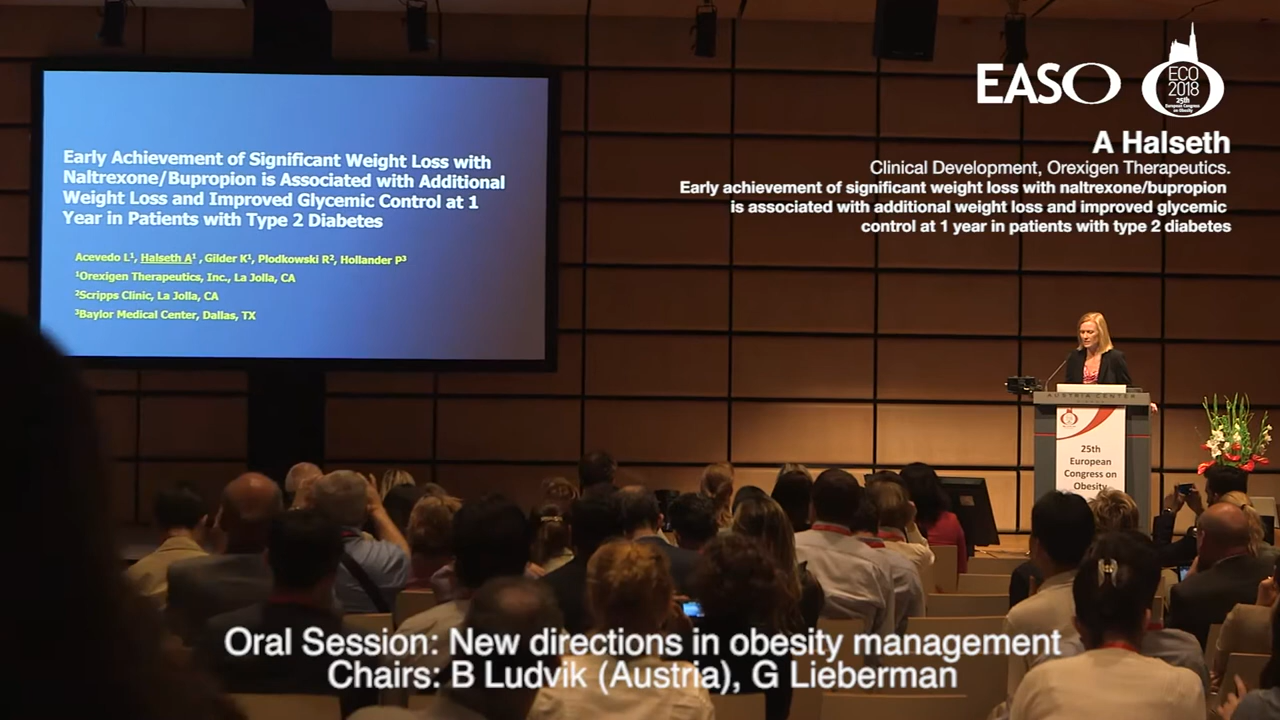 Early Achievement of Significant Weight Loss with
Naltrexone/Bupropion is Associated with Additional
Weight Loss and Improved Glycemic Control at 1
Year in Patients with Type 2 Diabetes
Acevedo L¹, Halseth A¹, Gilder K¹, Plodkowski R², Hollander P³
¹Orexigen Therapeutics, Inc., La Jolla, CA
²Scripps Clinic, La Jolla, CA
³Baylor Medical Center, Dallas, TX
EASO
ECO
2018
25th
European Congress
on Obesity
A Halseth
Clinical Development, Orexigen Therapeutics.
Early achievement of significant weight loss with naltrexone/bupropion
is associated with additional weight loss and improved glycemic
control at 1 year in patients with type 2 diabetes
AUSTRIA CENTER
25th
European
Congress on
Obesity
Oral Session: New directions in obesity management
Chairs: B Ludvik (Austria), G Lieberman